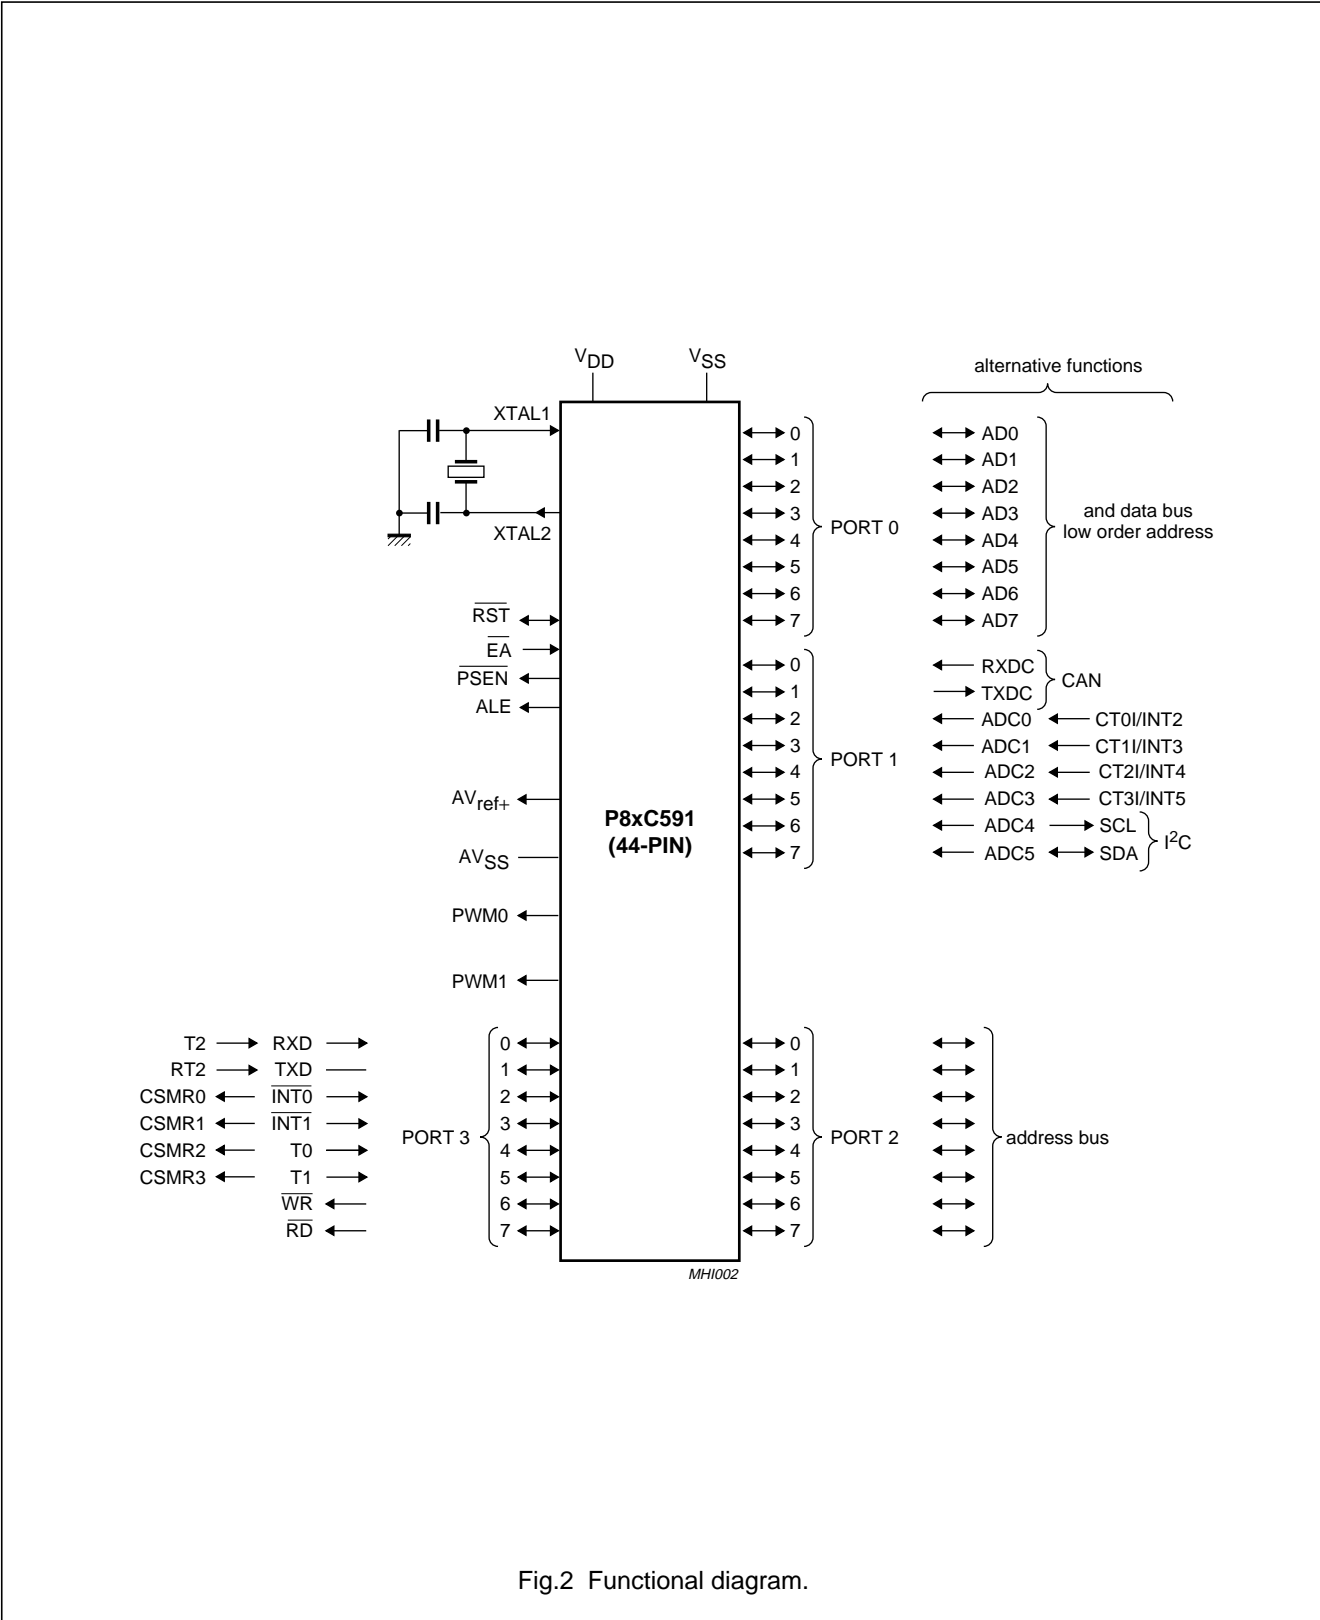 VDD
VSS
alternative functions
XTAL1
XTAL2
0
1
2
3
4
5
6
7
PORT 0
AD0
AD1
AD2
AD3
AD4
AD5
AD6
AD7
and data bus
low order address
RST
EA
PSEN
ALE
AVref+
AVSS
PWM0
PWM1
P8xC591
(44-PIN)
0
1
2
3
4
5
6
7
PORT 1
RXDC
TXDC
CAN
ADC0 CT0I/INT2
ADC1 CT1I/INT3
ADC2 CT2I/INT4
ADC3 CT3I/INT5
ADC4 SCL
ADC5 SDA
I2C
T2 RXD
RT2 TXD
CSMR0 INT0
CSMR1 INT1
CSMR2 T0
CSMR3 T1
WR
RD
PORT 3
0
1
2
3
4
5
6
7
0
1
2
3
4
5
6
7
PORT 2
address bus
MHI002
Fig.2 Functional diagram.